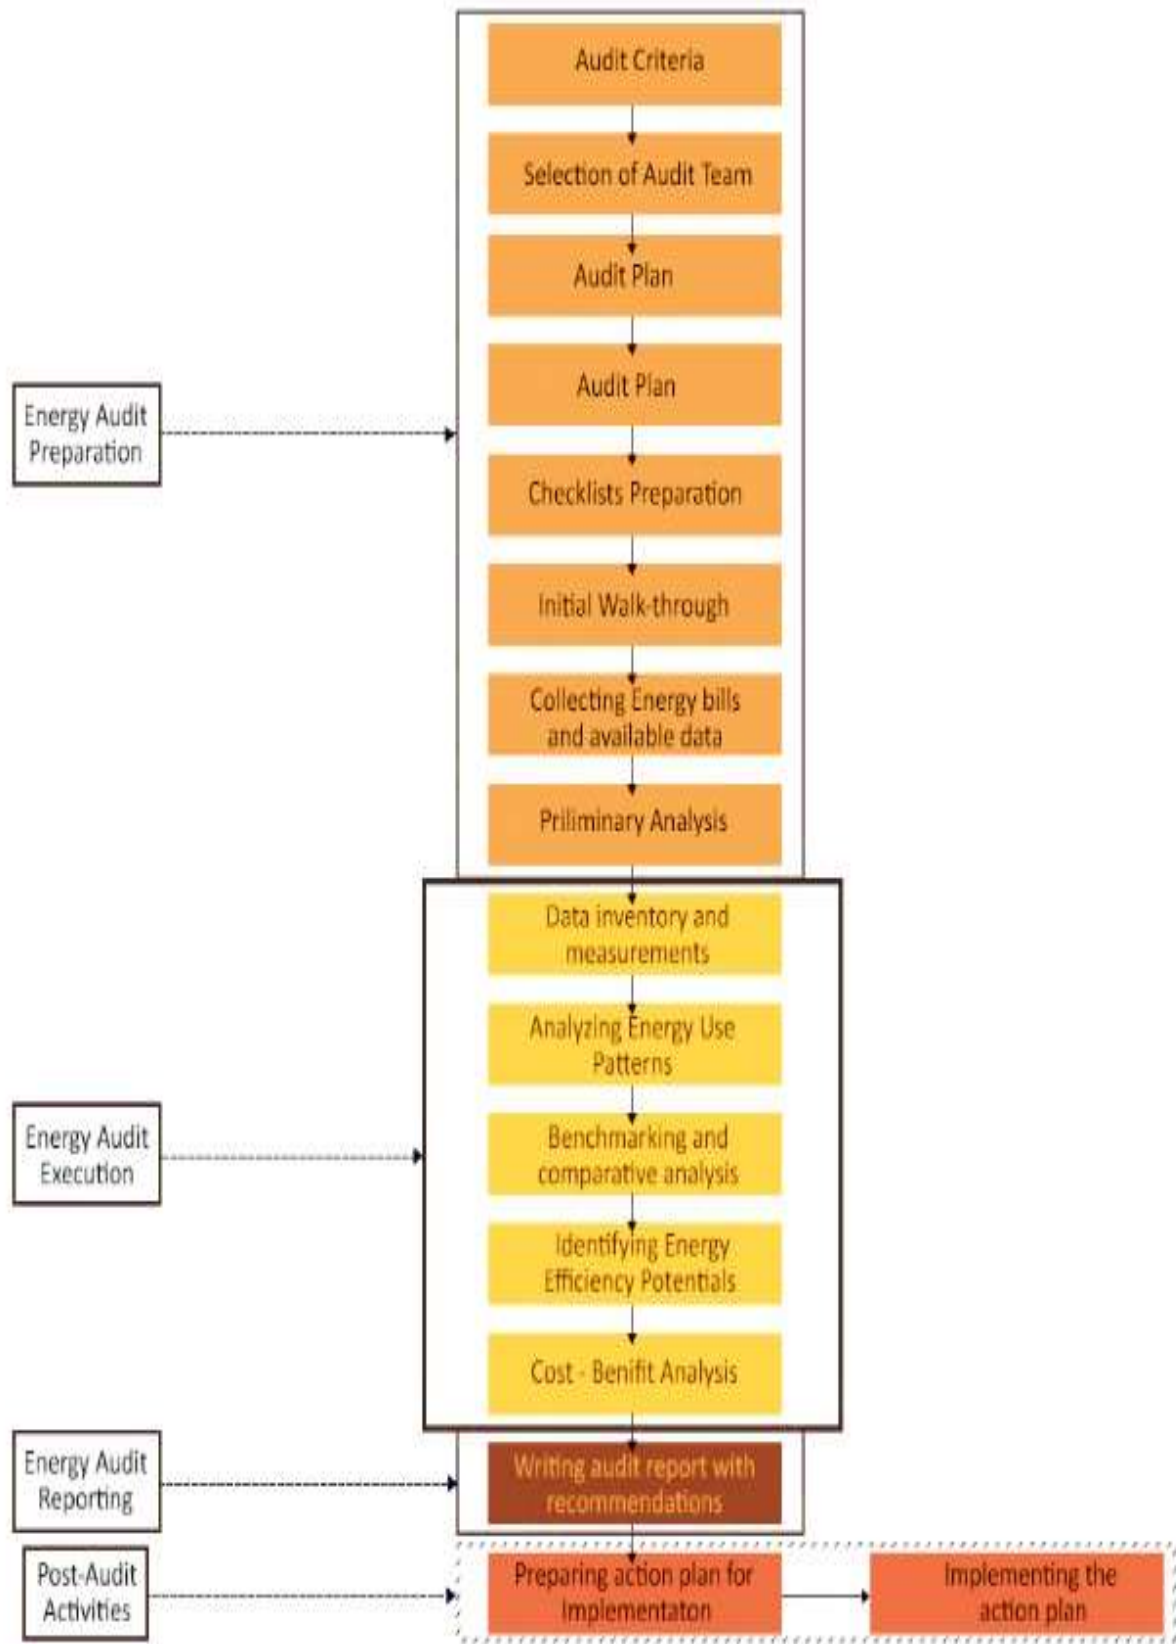 Audit Criteria
Selection of Audit Team
Audit Plan
Audit Plan
Energy Audit
Preparation
Checklists Preparation
Initial Walk-through
Collecting Energy bills
and available data
Priliminary Analysis
Data inventory and
measurements
Analyzing Energy Use
Patterns
Energy Audit
Execution
Benchmarking and
comparative analysis
Identifying Energy
Efficiency Potentials
Cost - Benifit Analysis
Energy Audit
Reporting
Writing audit report with
recommendations
Post-Audit
Activities
Preparing action plan for
Implementaton
Implementing the
action plan